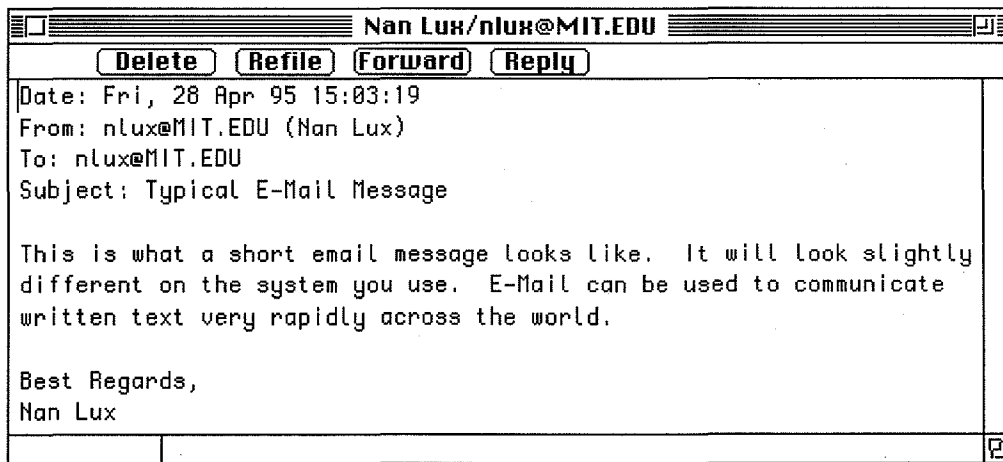 Nan Lux/nlux@MIT.EDU
Delete Refile Forward Reply
Date: Fri, 28 Apr 95 15:03:19
From: nlux@MIT.EDU (Nan Lux)
To: nlux@MIT.EDU
Subject: Typical E-Mail Message
This is what a short email message looks like.  It will look slightly
different on the system you use.  E-Mail can be used to communicate
written text very rapidly across the world.
Best Regards,
Nan Lux